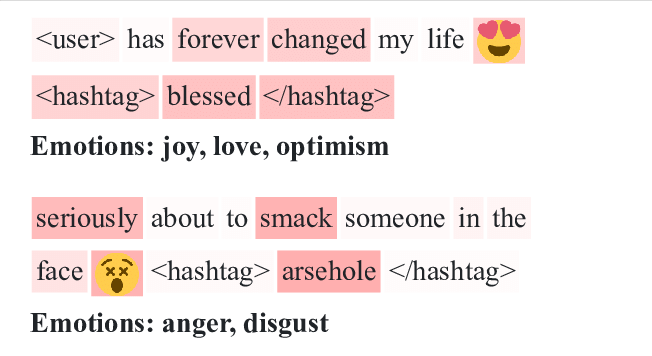 <user> has forever changed my life 😍
<hashtag> blessed </hashtag>
Emotions: joy, love, optimism
seriously about to smack someone in the
face 😵 <hashtag> arsehole </hashtag>
Emotions: anger, disgust